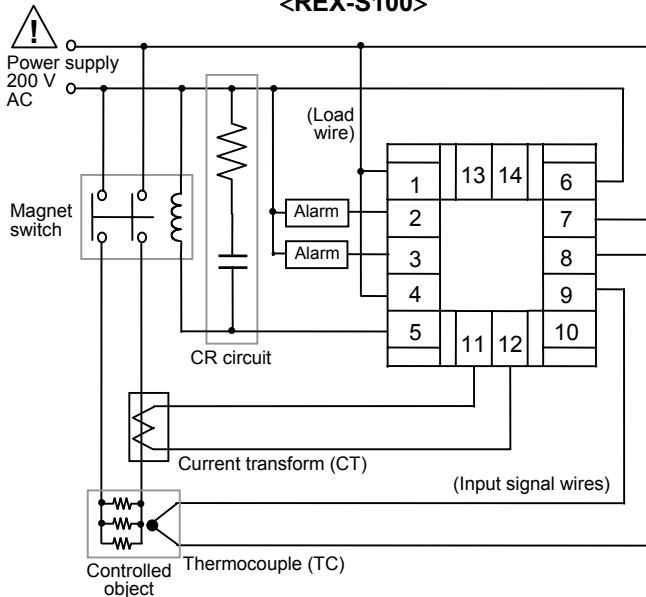 <REX-S100>
!
Power supply
200 V
AC
(Load
wire)
Magnet
switch
Alarm
Alarm
CR circuit
1
2
3
4
5
13 14
6
7
8
9
10
11 12
Current transform (CT)
(Input signal wires)
Thermocouple (TC)
Controlled
object